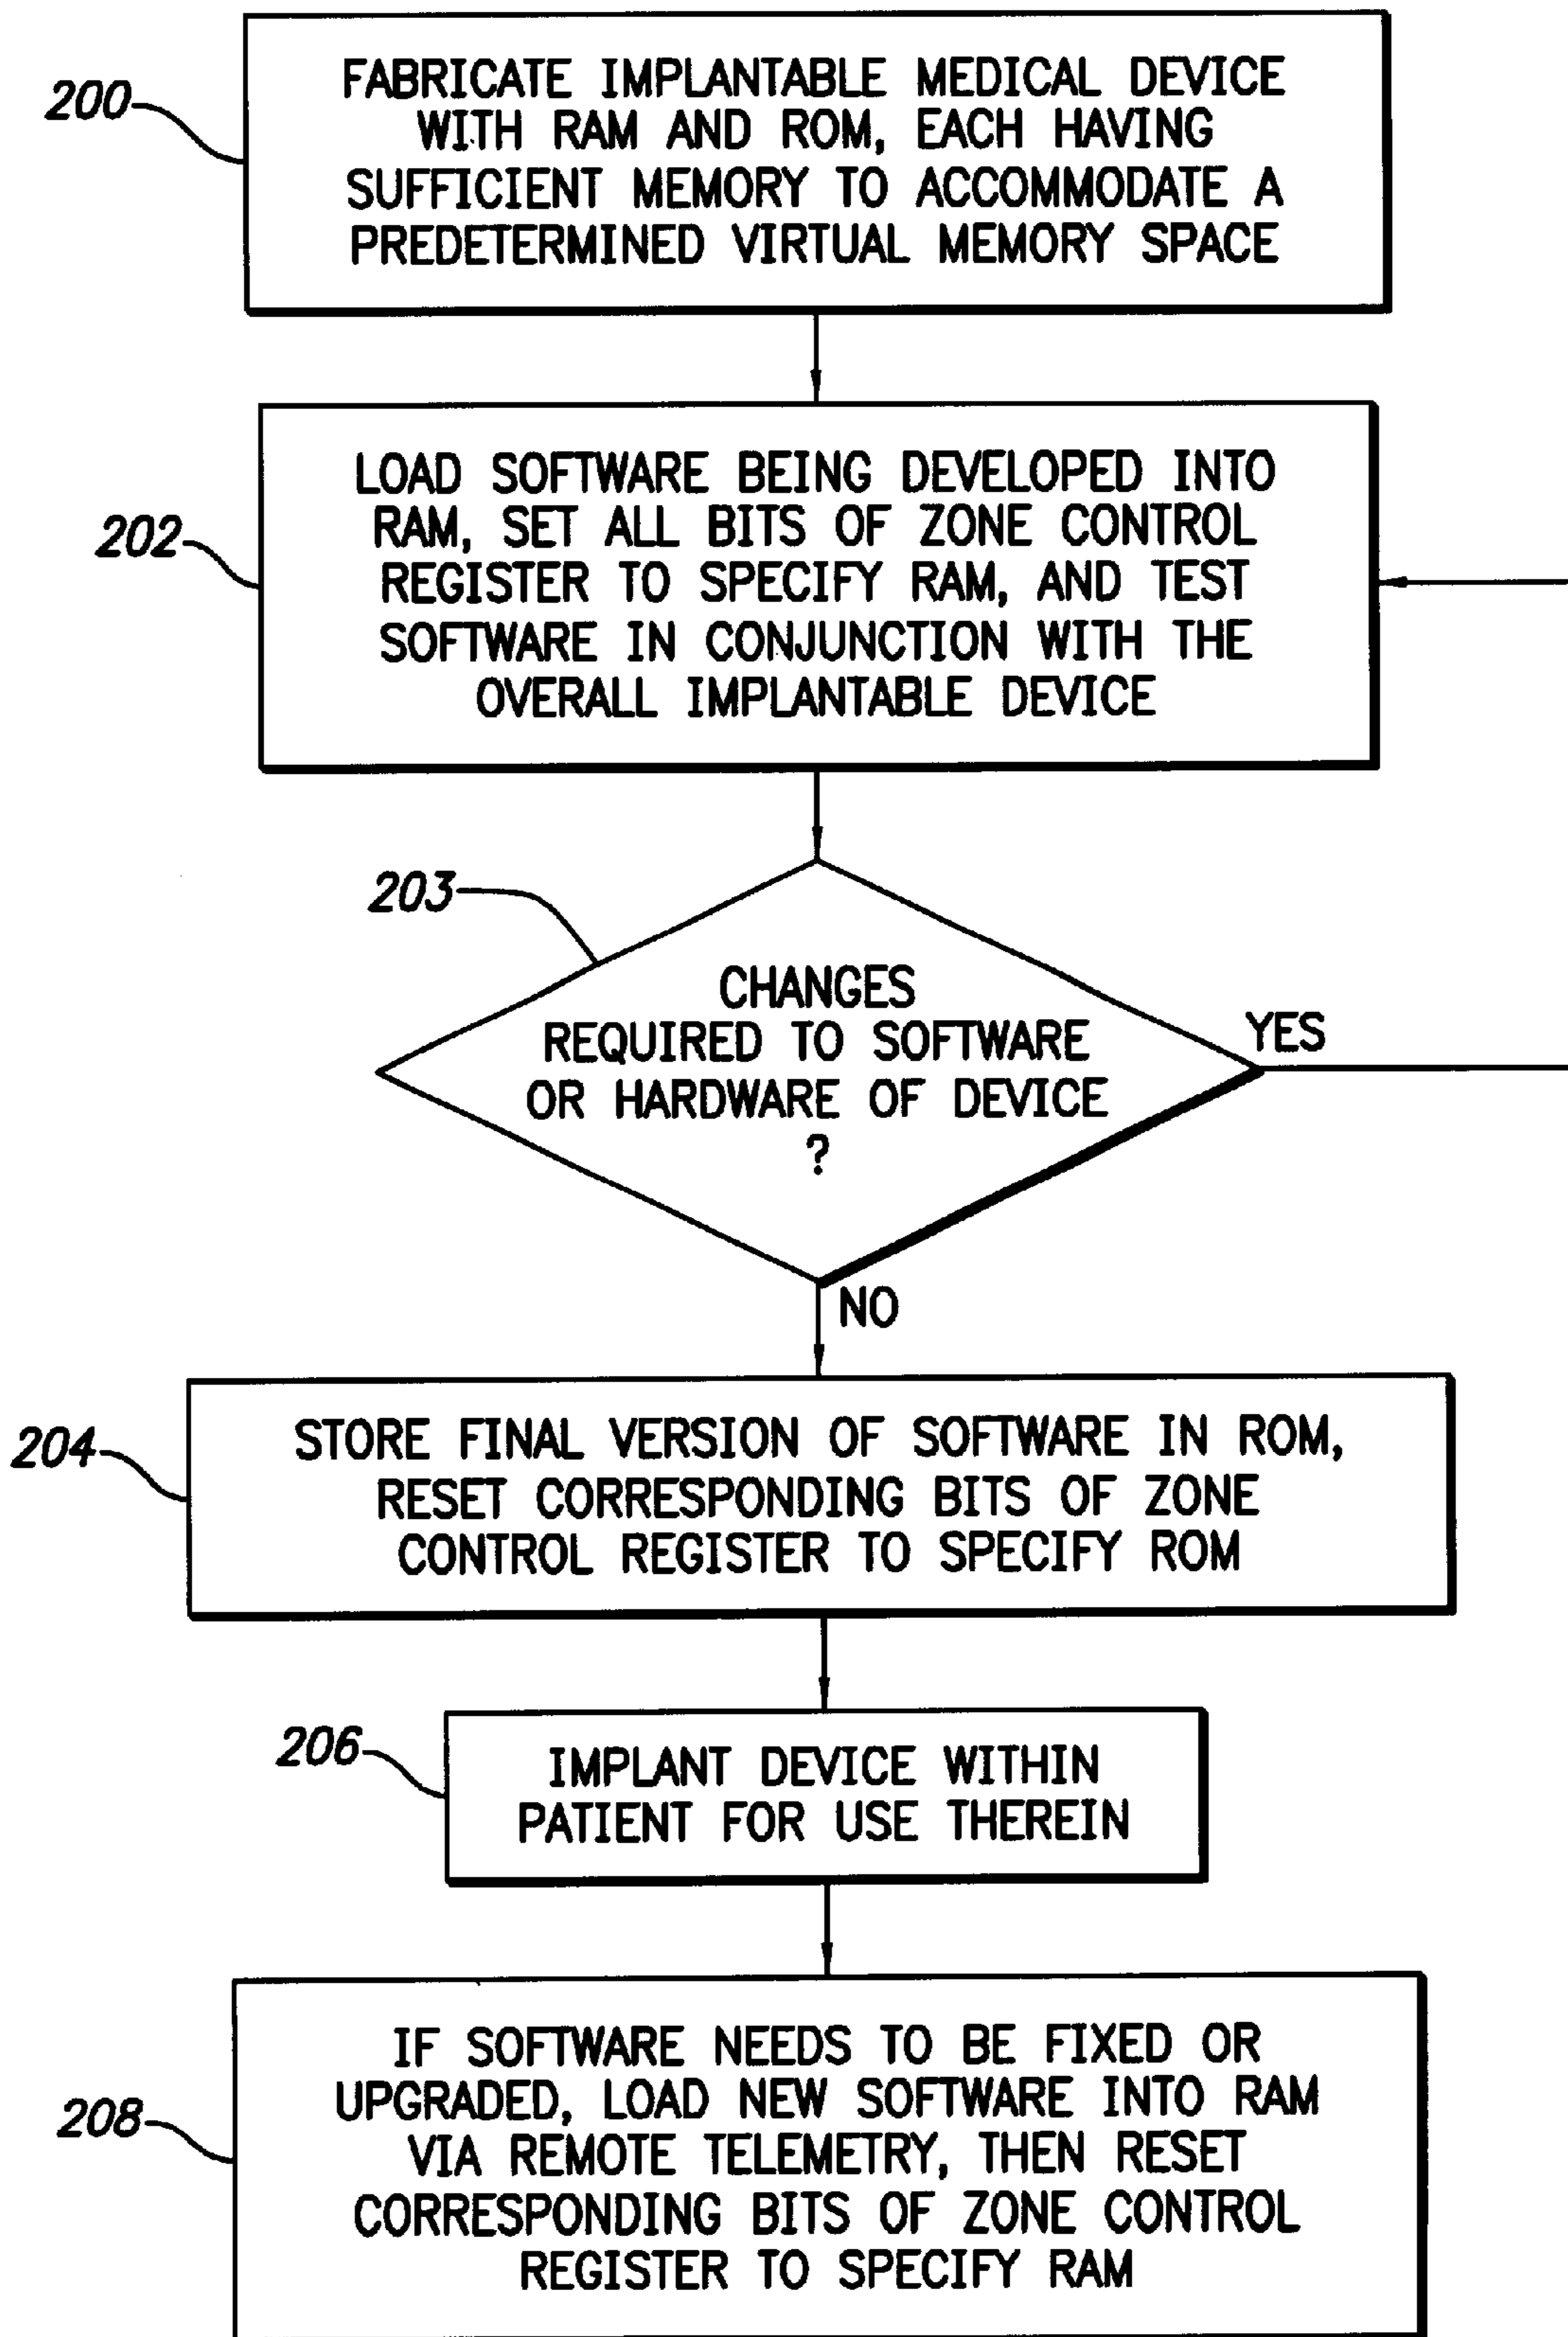 200
FABRICATE IMPLANTABLE MEDICAL DEVICE
WITH RAM AND ROM, EACH HAVING
SUFFICIENT MEMORY TO ACCOMMODATE A
PREDETERMINED VIRTUAL MEMORY SPACE
202
LOAD SOFTWARE BEING DEVELOPED INTO
RAM, SET ALL BITS OF ZONE CONTROL
REGISTER TO SPECIFY RAM, AND TEST
SOFTWARE IN CONJUNCTION WITH THE
OVERALL IMPLANTABLE DEVICE
203
CHANGES
REQUIRED TO SOFTWARE
OR HARDWARE OF DEVICE
?
YES
NO
204
STORE FINAL VERSION OF SOFTWARE IN ROM,
RESET CORRESPONDING BITS OF ZONE
CONTROL REGISTER TO SPECIFY ROM
206
IMPLANT DEVICE WITHIN
PATIENT FOR USE THEREIN
208
IF SOFTWARE NEEDS TO BE FIXED OR
UPGRADED, LOAD NEW SOFTWARE INTO RAM
VIA REMOTE TELEMETRY, THEN RESET
CORRESPONDING BITS OF ZONE CONTROL
REGISTER TO SPECIFY RAM